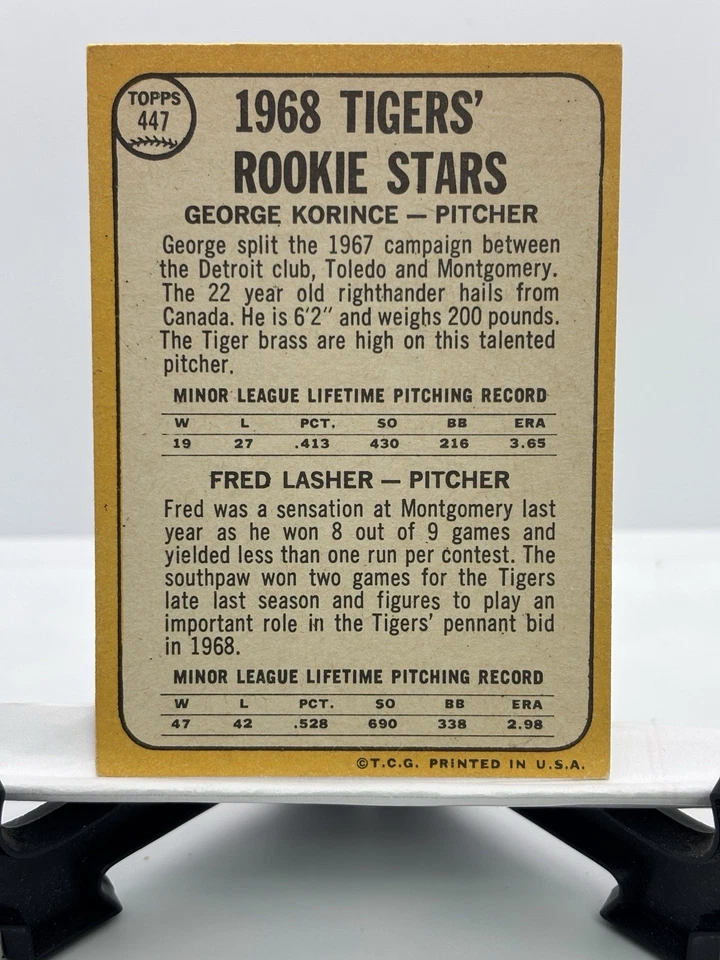 TOPPS
447
1968 TIGERS'
ROOKIE STARS
GEORGE KORINCE — PITCHER
George split the 1967 campaign between
the Detroit club, Toledo and Montgomery.
The 22 year old righthander hails from
Canada. He is 6'2" and weighs 200 pounds.
The Tiger brass are high on this talented
pitcher.
MINOR LEAGUE LIFETIME PITCHING RECORD
W L PCT. SO BB ERA
19 27 .413 430 216 3.65
FRED LASHER — PITCHER
Fred was a sensation at Montgomery last
year as he won 8 out of 9 games and
yielded less than one run per contest. The
southpaw won two games for the Tigers
late last season and figures to play an
important role in the Tigers' pennant bid
in 1968.
MINOR LEAGUE LIFETIME PITCHING RECORD
W L PCT. SO BB ERA
47 42 .528 690 338 2.98
©T.C.G. PRINTED IN U.S.A.